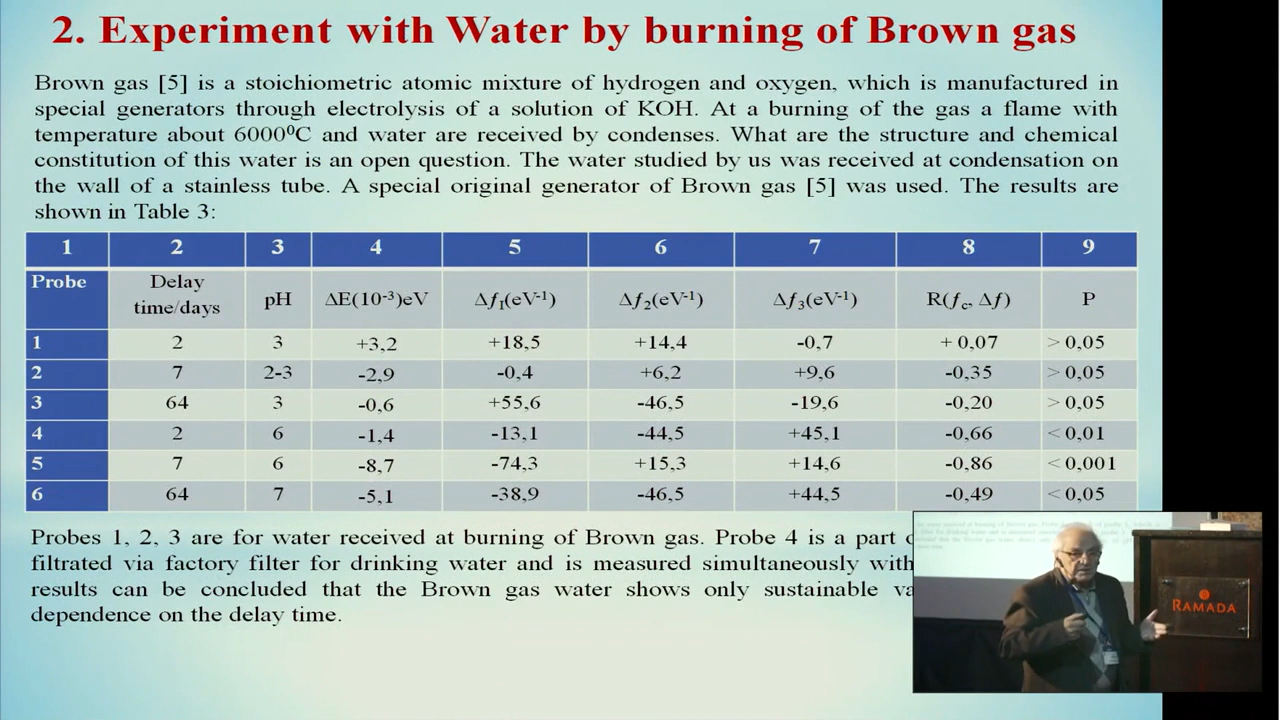 2. Experiment with Water by burning of Brown gas
Brown gas [5] is a stoichiometric atomic mixture of hydrogen and oxygen, which is manufactured in
special generators through electrolysis of a solution of KOH. At a burning of the gas a flame with
temperature about 6000⁰C and water are received by condenses. What are the structure and chemical
constitution of this water is an open question. The water studied by us was received at condensation on
the wall of a stainless tube. A special original generator of Brown gas [5] was used. The results are
shown in Table 3:
1 2 3 4 5 6 7 8 9
Probe Delay time/days pH ΔE(10⁻³)eV Δf₁(eV⁻¹) Δf₂(eV⁻¹) Δf₃(eV⁻¹) R(fc, Δf) P
1 2 3 +3,2 +18,5 +14,4 -0,7 + 0,07 > 0,05
2 7 2-3 -2,9 -0,4 +6,2 +9,6 -0,35 > 0,05
3 64 3 -0,6 +55,6 -46,5 -19,6 -0,20 > 0,05
4 2 6 -1,4 -13,1 -44,5 +45,1 -0,66 < 0,01
5 7 6 -8,7 -74,3 +15,3 +14,6 -0,86 < 0,001
6 64 7 -5,1 -38,9 -46,5 +44,5 -0,49 < 0,05
Probes 1, 2, 3 are for water received at burning of Brown gas. Probe 4 is a part
filtrated via factory filter for drinking water and is measured simultaneously with
results can be concluded that the Brown gas water shows only sustainable
dependence on the delay time.
RAMADA